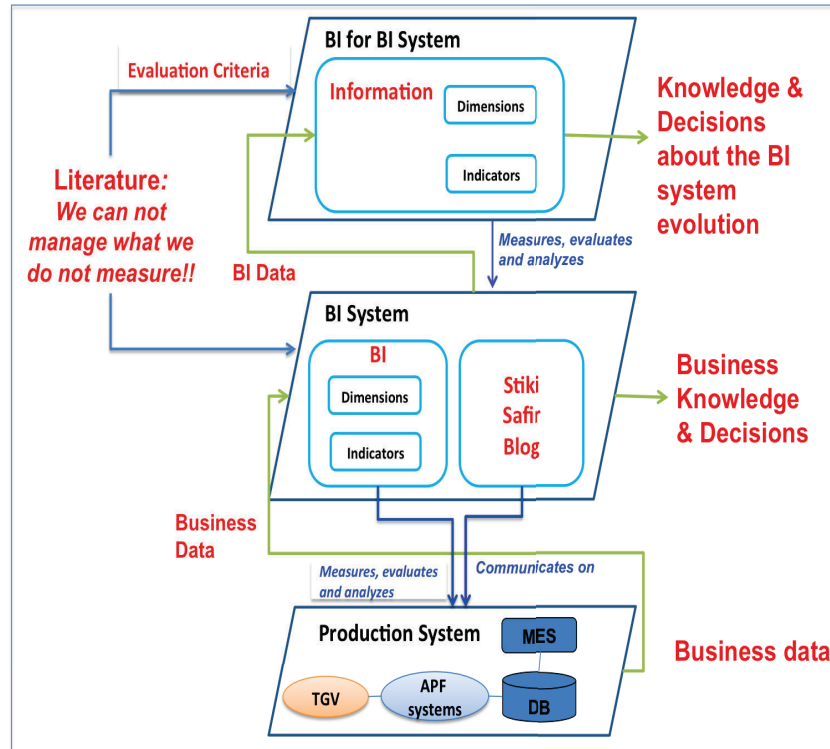 BI for BI System
Evaluation Criteria
Information
Dimensions
Indicators
Knowledge &
Decisions
about the BI
system
evolution
Literature:
We can not
manage what we
do not measure!!
Measures, evaluates
and analyzes
BI Data
BI System
BI
Dimensions
Indicators
Stiki
Safir
Blog
Business
Knowledge
& Decisions
Business
Data
Measures, evaluates
and analyzes
Communicates on
Production System
MES
TGV
APF
systems
DB
Business data